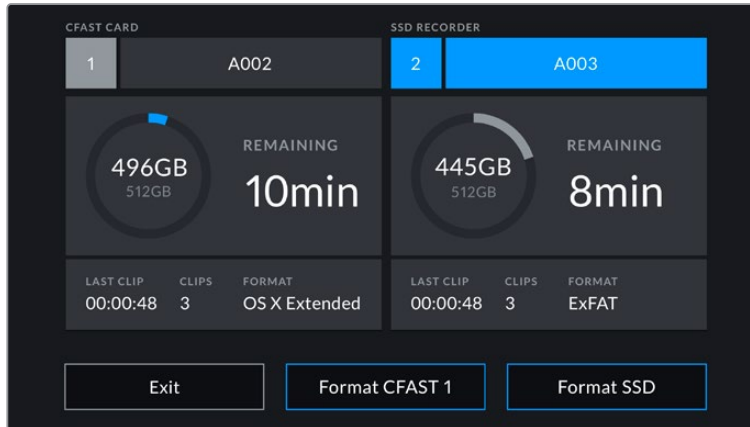 CFAST CARD
1 A002
496GB
512GB
REMAINING
10min
LAST CLIP CLIPS FORMAT
00:00:48 3 OS X Extended
SSD RECORDER
2 A003
445GB
512GB
REMAINING
8min
LAST CLIP CLIPS FORMAT
00:00:48 3 ExFAT
Exit Format CFAST 1 Format SSD